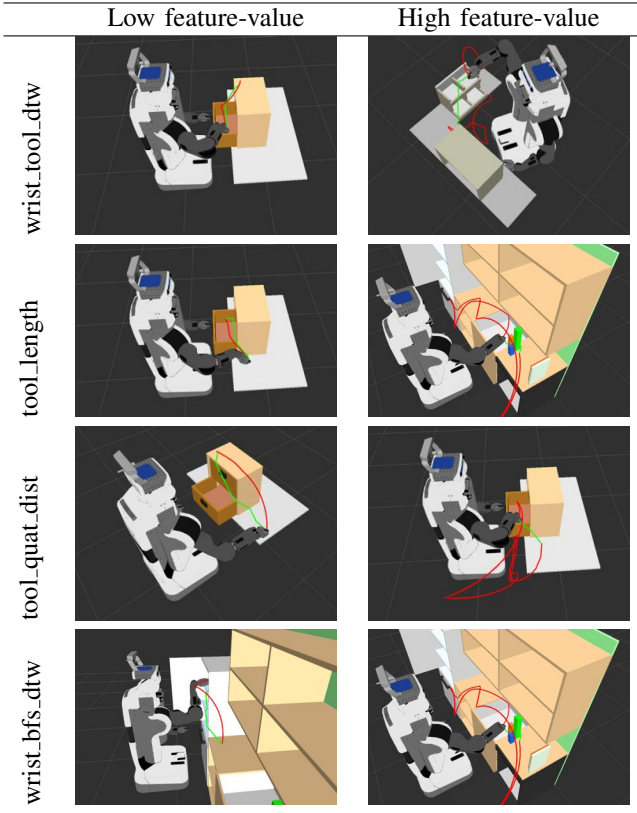 Low feature-value High feature-value
wrist_tool_dtw
tool_length
tool_quat_dist
wrist_bfs_dtw